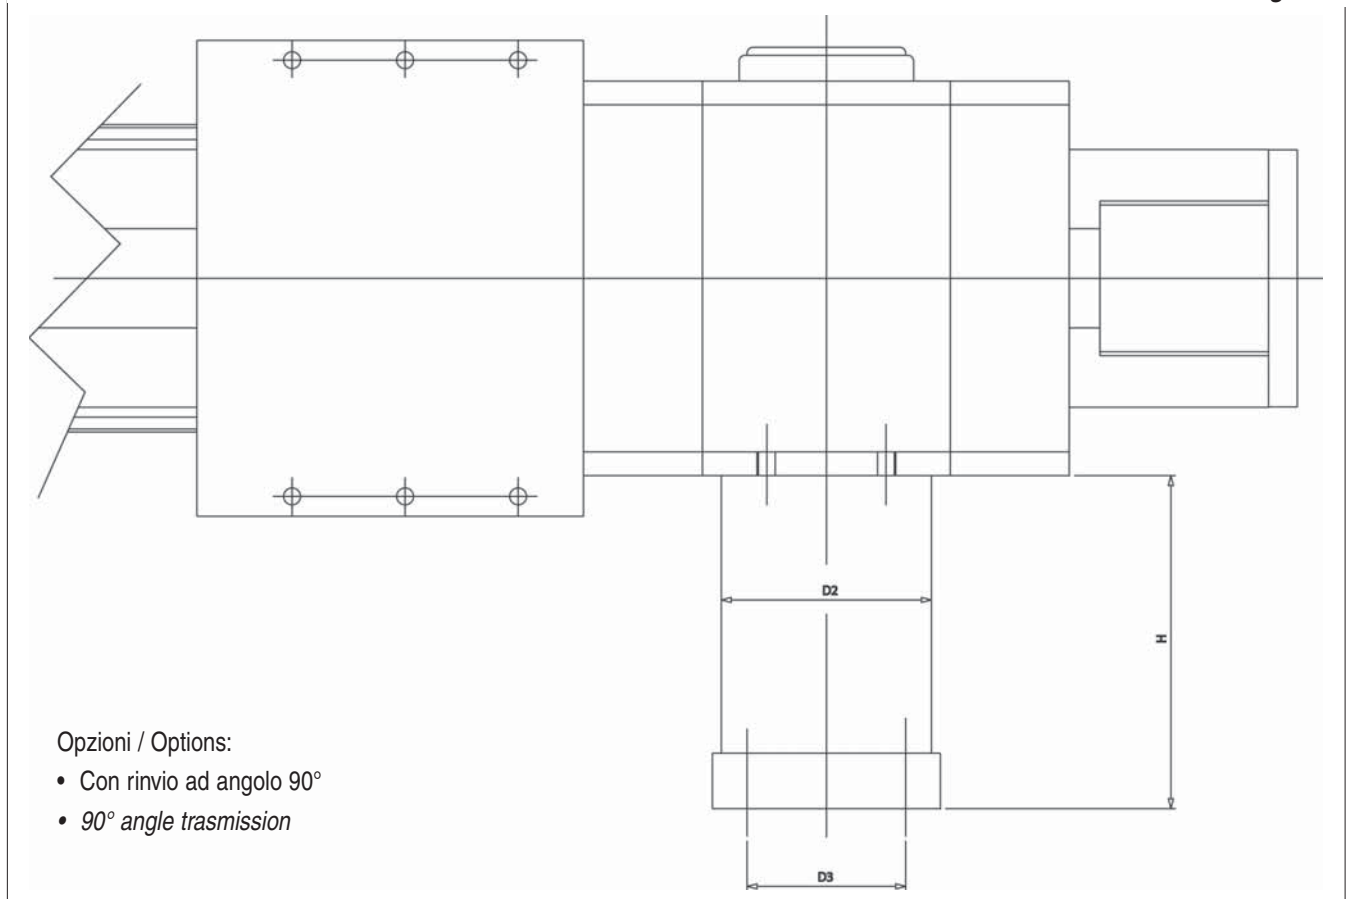 D2
H
Opzioni / Options:
• Con rinvio ad angolo 90°
• 90° angle trasmission
D3